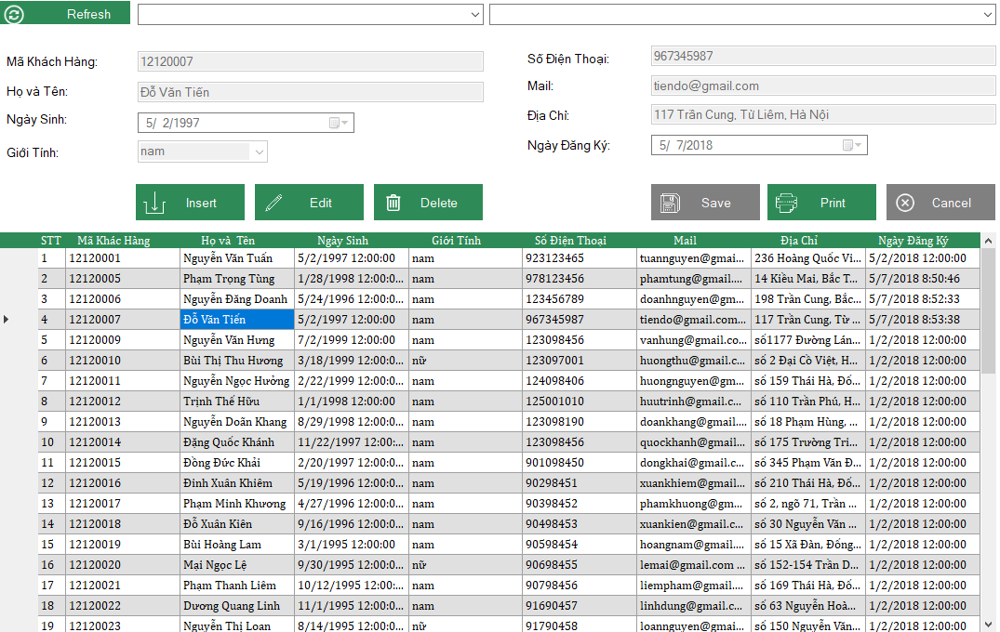 Refresh
Mã Khách Hàng: 12120007 Số Điện Thoại: 967345987
Họ và Tên: Đỗ Văn Tiến Mail: tiendo@gmail.com
Ngày Sinh: 5/ 2/1997 Địa Chỉ: 117 Trần Cung, Từ Liêm, Hà Nội
Giới Tính: nam Ngày Đăng Ký: 5/ 7/2018
Insert Edit Delete Save Print Cancel
STT Mã Khác Hàng Họ và Tên Ngày Sinh Giới Tính Số Điện Thoại Mail Địa Chỉ Ngày Đăng Ký
1 12120001 Nguyễn Văn Tuấn 5/2/1997 12:00:00 nam 923123465 tuannguyen@gmai... 236 Hoàng Quốc Vi... 5/2/2018 12:00:00
2 12120005 Phạm Trọng Tùng 1/28/1998 12:00:0... nam 978123456 phamtung@gmail.... 14 Kiều Mai, Bắc T... 5/7/2018 8:50:46
3 12120006 Nguyễn Đăng Doanh 5/24/1996 12:00:0... nam 123456789 doanhnguyen@gm... 198 Trần Cung, Bắc... 5/7/2018 8:52:33
4 12120007 Đỗ Văn Tiến 5/2/1997 12:00:00 nam 967345987 tiendo@gmail.com... 117 Trần Cung, Từ ... 5/7/2018 8:53:38
5 12120009 Nguyễn Văn Hưng 7/2/1999 12:00:00 nam 123098456 vanhung@gmail.co... số1177 Đường Lán... 1/2/2018 12:00:00
6 12120010 Bùi Thị Thu Hương 3/18/1999 12:00:0... nữ 123097001 huongthu@gmail.c... số 2 Đại Cồ Việt, H... 1/2/2018 12:00:00
7 12120011 Nguyễn Ngọc Hưởng 2/22/1999 12:00:0... nam 124098406 huongnguyen@gm... số 159 Thái Hà, Đố... 1/2/2018 12:00:00
8 12120012 Trịnh Thế Hữu 1/1/1998 12:00:00 nam 125001010 huutrinh@gmail.c... số 110 Trần Phú, H... 1/2/2018 12:00:00
9 12120013 Nguyễn Doãn Khang 8/29/1998 12:00:0... nam 123098190 doankhang@gmail.... số 18 Phạm Hùng, ... 1/2/2018 12:00:00
10 12120014 Đặng Quốc Khánh 11/22/1997 12:00:... nam 123098456 quockhanh@gmail.... số 175 Trường Tri... 1/2/2018 12:00:00
11 12120015 Đồng Đức Khải 2/20/1997 12:00:0... nam 901098450 dongkhai@gmail.c... số 345 Phạm Văn Đ... 1/2/2018 12:00:00
12 12120016 Đinh Xuân Khiêm 5/19/1996 12:00:0... nam 90298451 xuankhiem@gmail... số 210 Thái Hà, Đố... 1/2/2018 12:00:00
13 12120017 Phạm Minh Khương 4/27/1996 12:00:0... nam 90398452 phamkhuong@gm... số 2, ngõ 71, Trần ... 1/2/2018 12:00:00
14 12120018 Đỗ Xuân Kiên 9/16/1996 12:00:0... nam 90498453 xuankien@gmail.c... số 30 Nguyễn Văn ... 1/2/2018 12:00:00
15 12120019 Bùi Hoàng Lam 3/1/1995 12:00:00 nam 90598454 hoangnam@gmail.... số 15 Xã Đàn, Đống... 1/2/2018 12:00:00
16 12120020 Mại Ngọc Lệ 9/30/1995 12:00:0... nữ 90698455 lemai@gmail.com ... số 152-154 Trần D... 1/2/2018 12:00:00
17 12120021 Phạm Thanh Liêm 10/12/1995 12:00:... nam 90798456 liempham@gmail.... số 169 Thái Hà, Đố... 1/2/2018 12:00:00
18 12120022 Dương Quang Linh 11/1/1995 12:00:0... nam 91690457 linhdung@gmail.c... số 63 Nguyễn Hoà... 1/2/2018 12:00:00
19 12120023 Nguyễn Thị Loan 8/14/1995 12:00:0... nữ 91790458 loannguyen@gmai... số 150 Nguyễn Văn... 1/2/2018 12:00:00